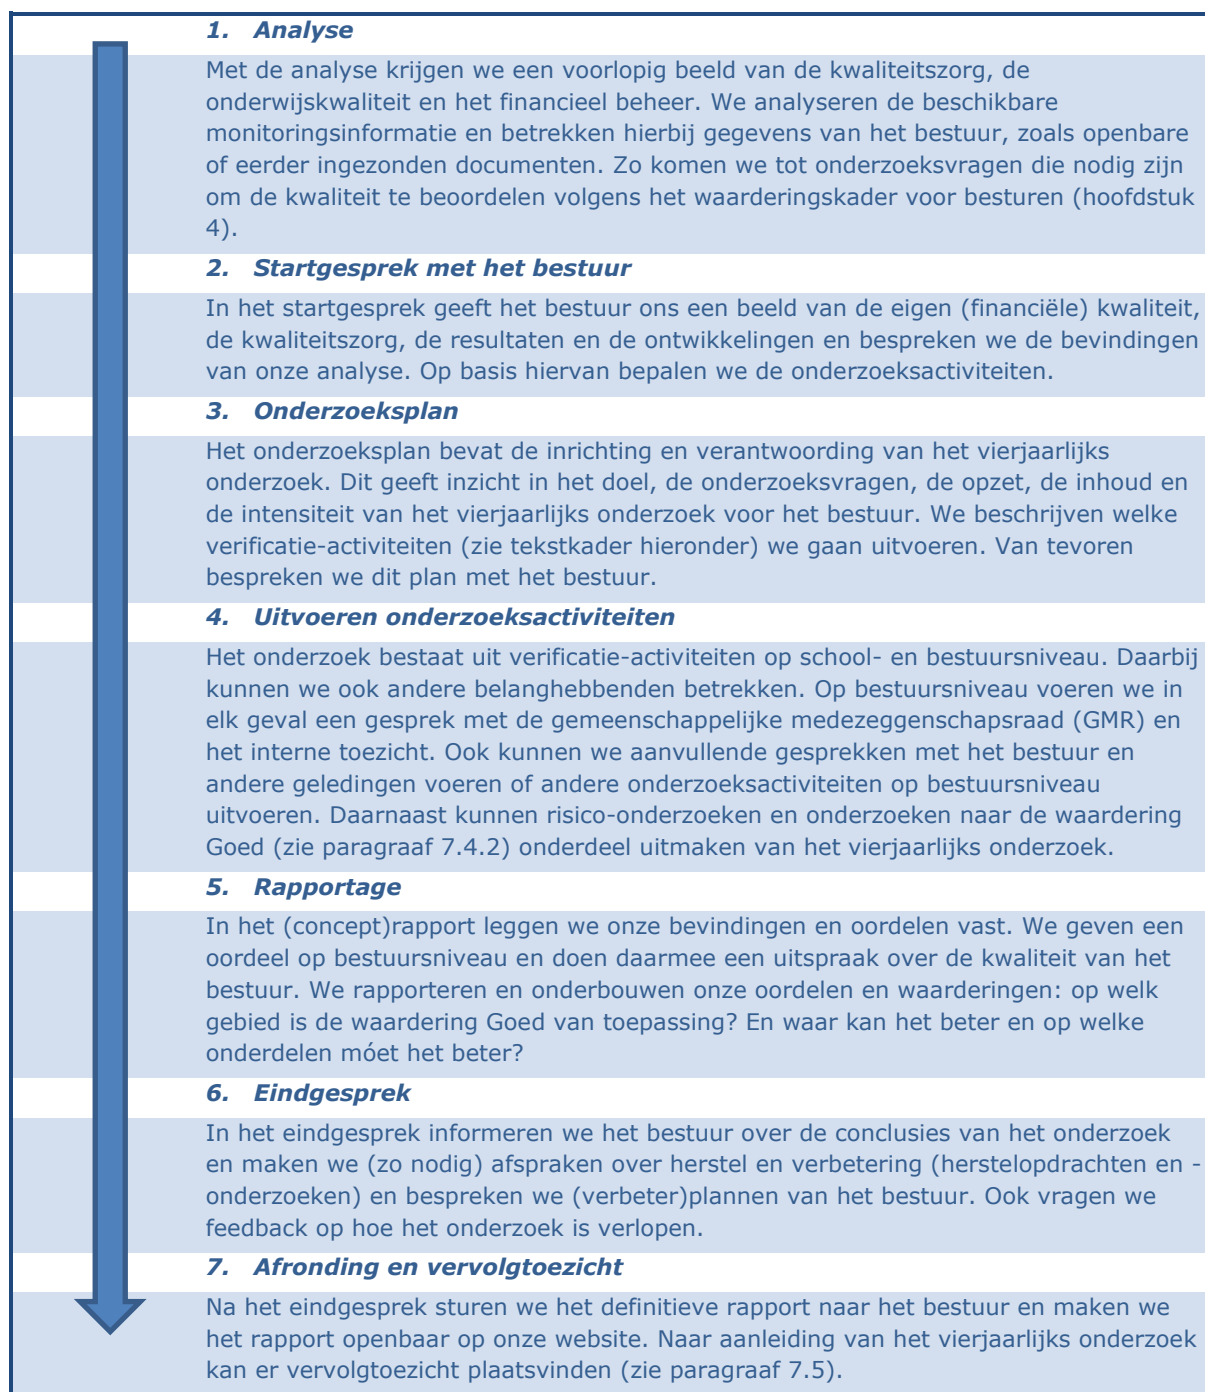 1. Analyse
Met de analyse krijgen we een voorlopig beeld van de kwaliteitszorg, de
onderwijskwaliteit en het financieel beheer. We analyseren de beschikbare
monitoringsinformatie en betrekken hierbij gegevens van het bestuur, zoals openbare
of eerder ingezonden documenten. Zo komen we tot onderzoeksvragen die nodig zijn
om de kwaliteit te beoordelen volgens het waarderingskader voor besturen (hoofdstuk
4).
2. Startgesprek met het bestuur
In het startgesprek geeft het bestuur ons een beeld van de eigen (financiële) kwaliteit,
de kwaliteitszorg, de resultaten en de ontwikkelingen en bespreken we de bevindingen
van onze analyse. Op basis hiervan bepalen we de onderzoeksactiviteiten.
3. Onderzoeksplan
Het onderzoeksplan bevat de inrichting en verantwoording van het vierjaarlijks
onderzoek. Dit geeft inzicht in het doel, de onderzoeksvragen, de opzet, de inhoud en
de intensiteit van het vierjaarlijks onderzoek voor het bestuur. We beschrijven welke
verificatie-activiteiten (zie tekstkader hieronder) we gaan uitvoeren. Van tevoren
bespreken we dit plan met het bestuur.
4. Uitvoeren onderzoeksactiviteiten
Het onderzoek bestaat uit verificatie-activiteiten op school- en bestuursniveau. Daarbij
kunnen we ook andere belanghebbenden betrekken. Op bestuursniveau voeren we in
elk geval een gesprek met de gemeenschappelijke medezeggenschapsraad (GMR) en
het interne toezicht. Ook kunnen we aanvullende gesprekken met het bestuur en
andere geledingen voeren of andere onderzoeksactiviteiten op bestuursniveau
uitvoeren. Daarnaast kunnen risico-onderzoeken en onderzoeken naar de waardering
Goed (zie paragraaf 7.4.2) onderdeel uitmaken van het vierjaarlijks onderzoek.
5. Rapportage
In het (concept)rapport leggen we onze bevindingen en oordelen vast. We geven een
oordeel op bestuursniveau en doen daarmee een uitspraak over de kwaliteit van het
bestuur. We rapporteren en onderbouwen onze oordelen en waarderingen: op welk
gebied is de waardering Goed van toepassing? En waar kan het beter en op welke
onderdelen móet het beter?
6. Eindgesprek
In het eindgesprek informeren we het bestuur over de conclusies van het onderzoek
en maken we (zo nodig) afspraken over herstel en verbetering (herstelopdrachten en -
onderzoeken) en bespreken we (verbeter)plannen van het bestuur. Ook vragen we
feedback op hoe het onderzoek is verlopen.
7. Afronding en vervolgtoezicht
Na het eindgesprek sturen we het definitieve rapport naar het bestuur en maken we
het rapport openbaar op onze website. Naar aanleiding van het vierjaarlijks onderzoek
kan er vervolgtoezicht plaatsvinden (zie paragraaf 7.5).